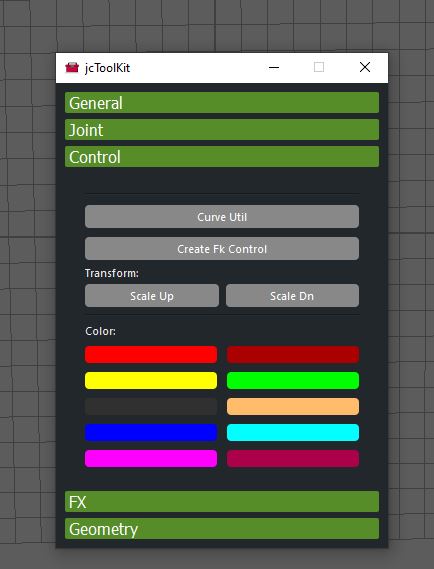 jcToolKit
General
Joint
Control
Curve Util
Create Fk Control
Transform:
Scale Up
Scale Dn
Color:
FX
Geometry